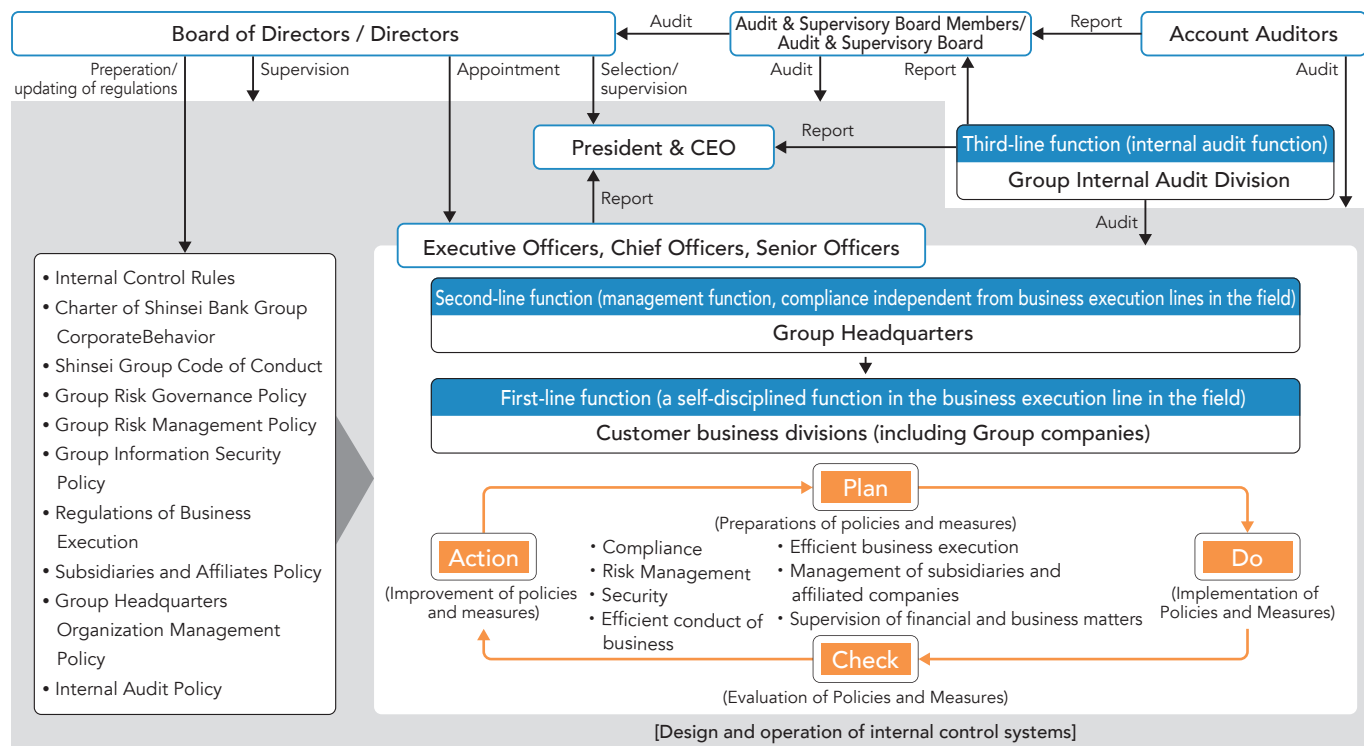 Board of Directors / Directors
Audit
Audit & Supervisory Board Members/
Audit & Supervisory Board
Report
Account Auditors
Preparation/
updating of regulations
Supervision
Appointment
Selection/
supervision
Audit
Report
Audit
President & CEO
Report
Third-line function (internal audit function)
Group Internal Audit Division
Report
Audit
Executive Officers, Chief Officers, Senior Officers
• Internal Control Rules
• Charter of Shinsei Bank Group
CorporateBehavior
• Shinsei Group Code of Conduct
• Group Risk Governance Policy
• Group Risk Management Policy
• Group Information Security
Policy
• Regulations of Business
Execution
• Subsidiaries and Affiliates Policy
• Group Headquarters
Organization Management
Policy
• Internal Audit Policy
Second-line function (management function, compliance independent from business execution lines in the field)
Group Headquarters
First-line function (a self-disciplined function in the business execution line in the field)
Customer business divisions (including Group companies)
Plan
(Preparations of policies and measures)
Action
(Improvement of policies
and measures)
・Compliance
・Risk Management
・Security
・Efficient conduct of
business
・Efficient business execution
・Management of subsidiaries and
affiliated companies
・Supervision of financial and business matters
Do
(Implementation of
Policies and Measures)
Check
(Evaluation of Policies and Measures)
[Design and operation of internal control systems]